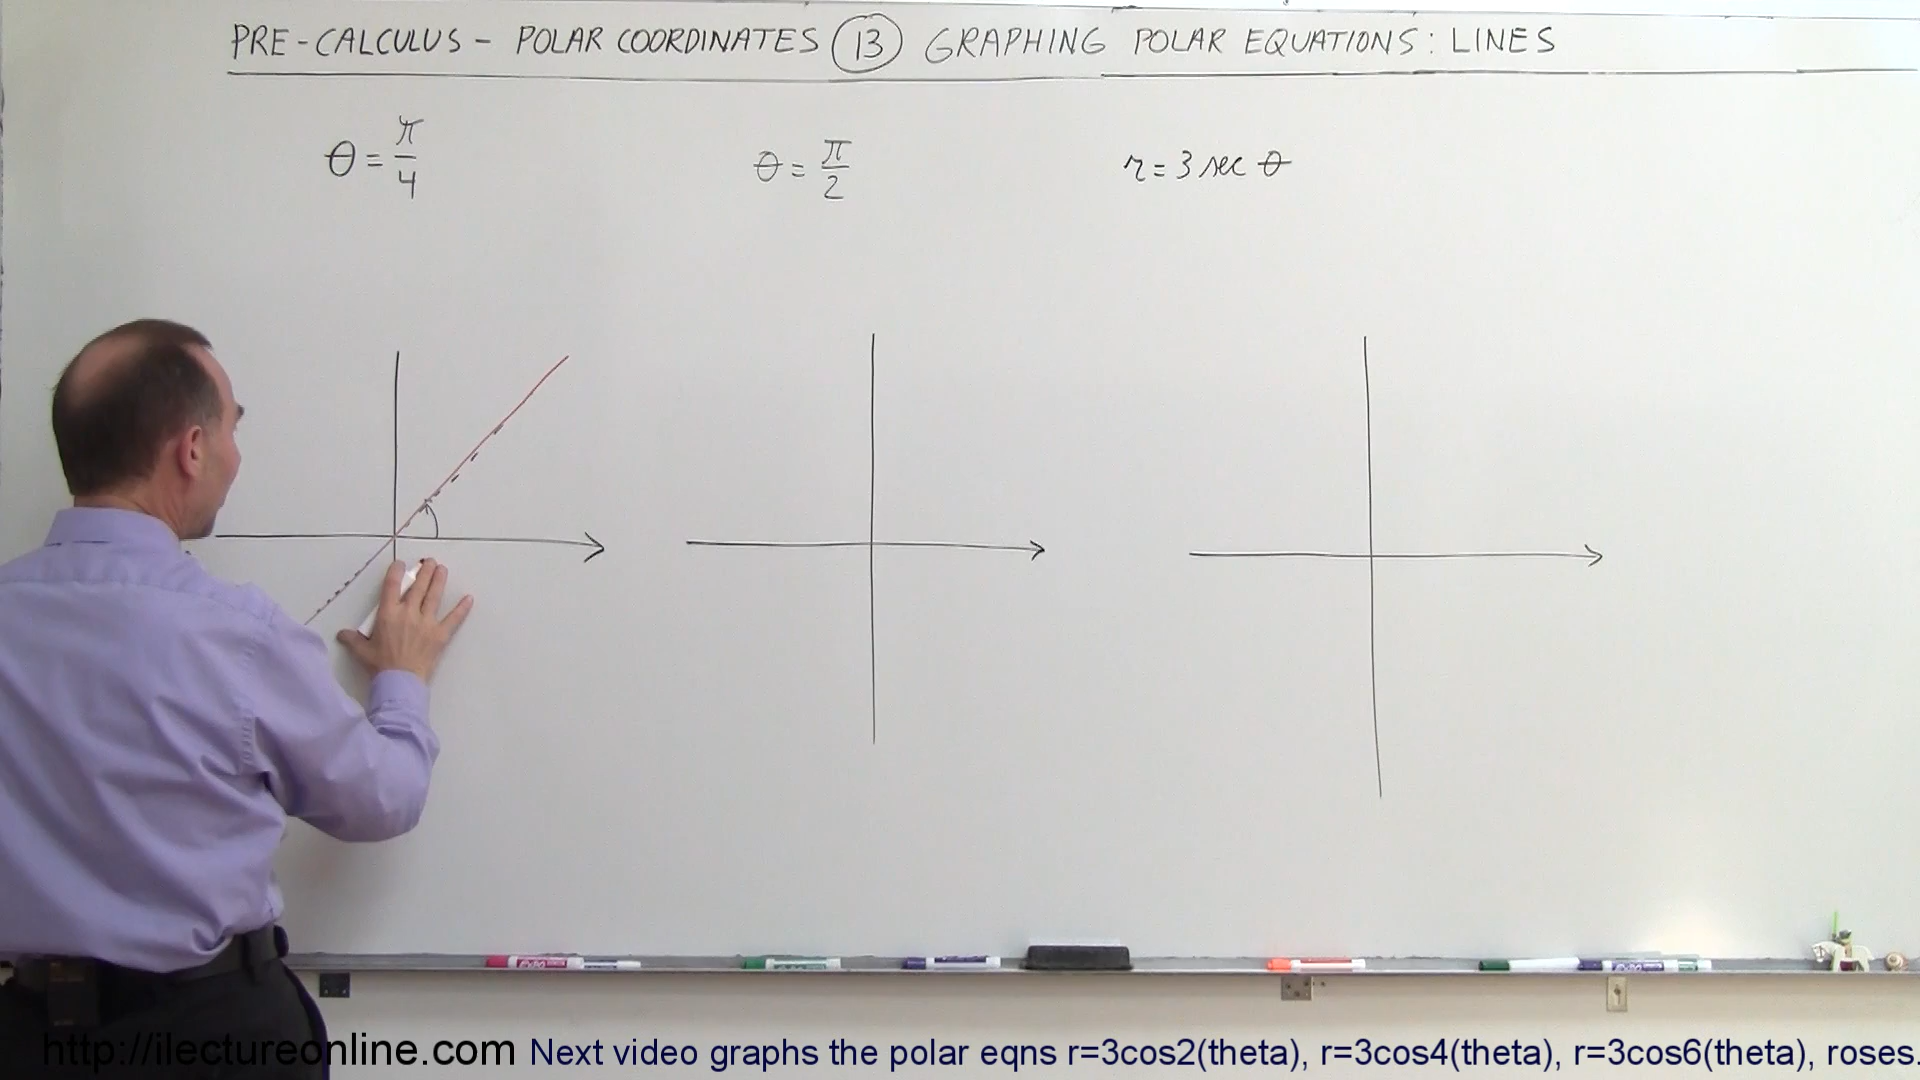 PRE-CALCULUS - POLAR COORDINATES 13 GRAPHING POLAR EQUATIONS: LINES
θ = π/4
θ = π/2
r = 3 sec θ
http://ilectureonline.com Next video graphs the polar eqns r=3cos2(theta), r=3cos4(theta), r=3cos6(theta), roses.